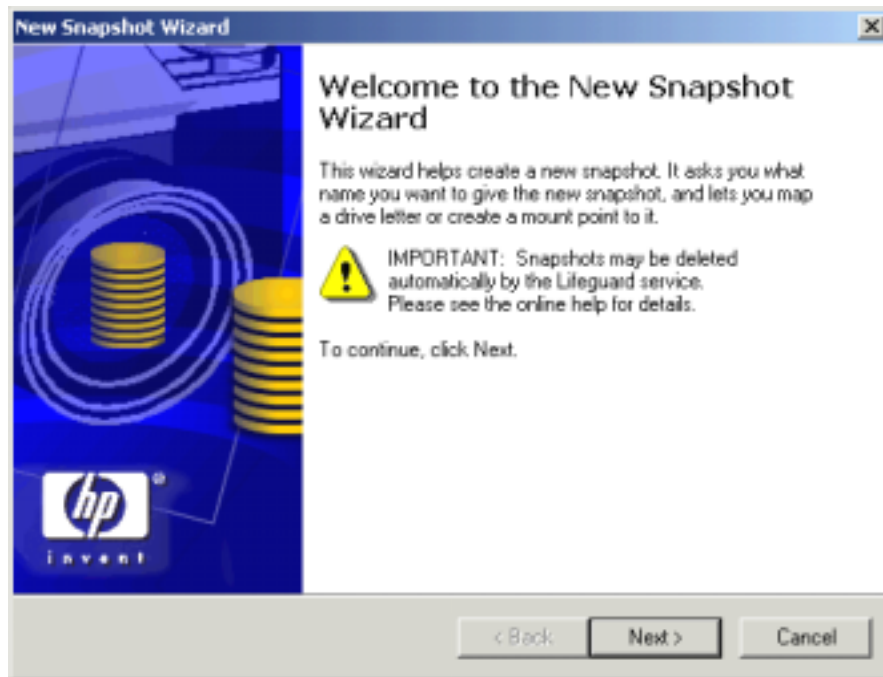 New Snapshot Wizard
Welcome to the New Snapshot
Wizard
This wizard helps create a new snapshot. It asks you what
name you want to give the new snapshot, and lets you map
a drive letter or create a mount point to it.
IMPORTANT: Snapshots may be deleted
automatically by the Lifeguard service.
Please see the online help for details.
To continue, click Next.
hp
®
invent
< Back
Next >
Cancel